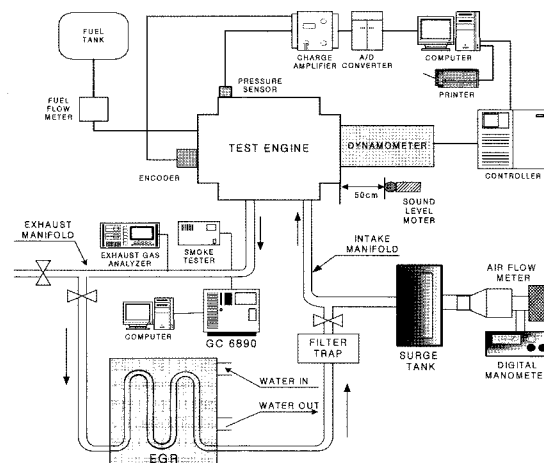 FUEL
TANK
CHARGE
AMPLIFIER
A/D
CONVERTER
COMPUTER
PRINTER
PRESSURE
SENSOR
FUEL
FLOW
METER
TEST ENGINE
DYNAMOMETER
ENCODER
CONTROLLER
50cm
SOUND
LEVEL
MOTER
EXHAUST
MANIFOLD
EXHAUST GAS
ANALYZER
SMOKE
TESTER
INTAKE
MANIFOLD
AIR FLOW
METER
COMPUTER
GC 6890
FILTER
TRAP
SURGE
TANK
DIGITAL
MANOMETE
WATER IN
WATER OUT
EGR